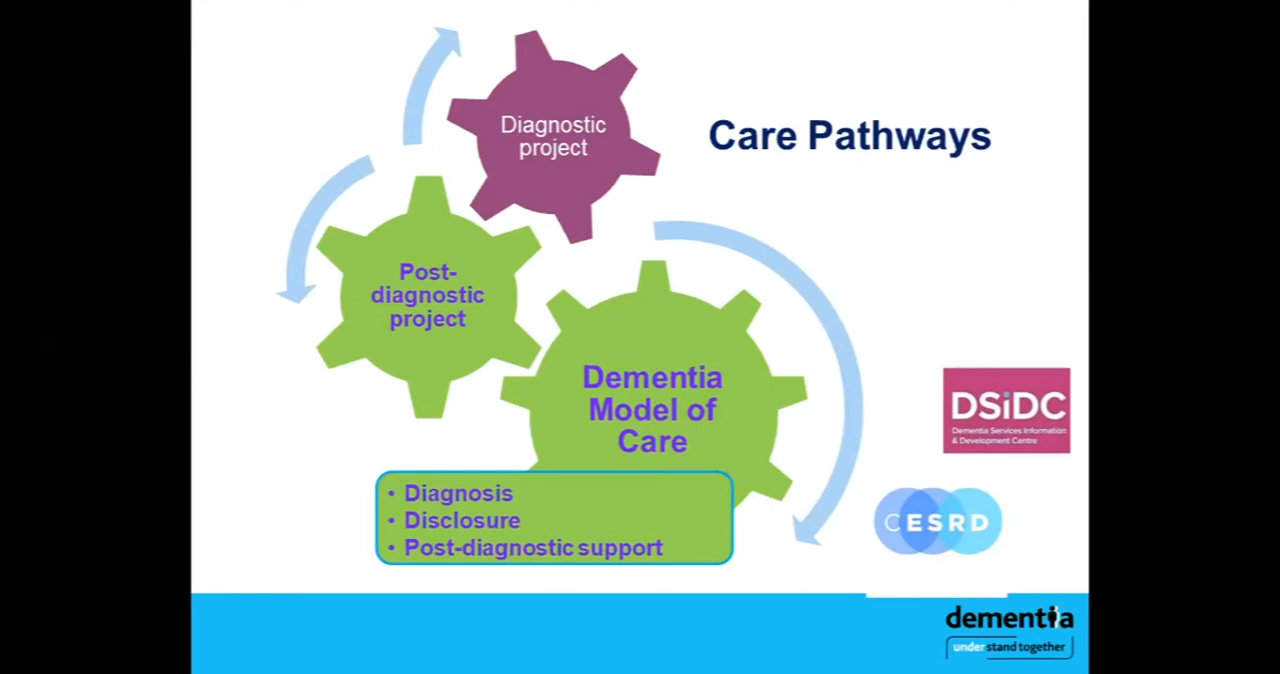 Diagnostic
project
Care Pathways
Post-
diagnostic
project
Dementia
Model of
Care
• Diagnosis
• Disclosure
• Post-diagnostic support
DSiDC
Dementia Services Information
& Development Centre
CESRD
dementia
understand together